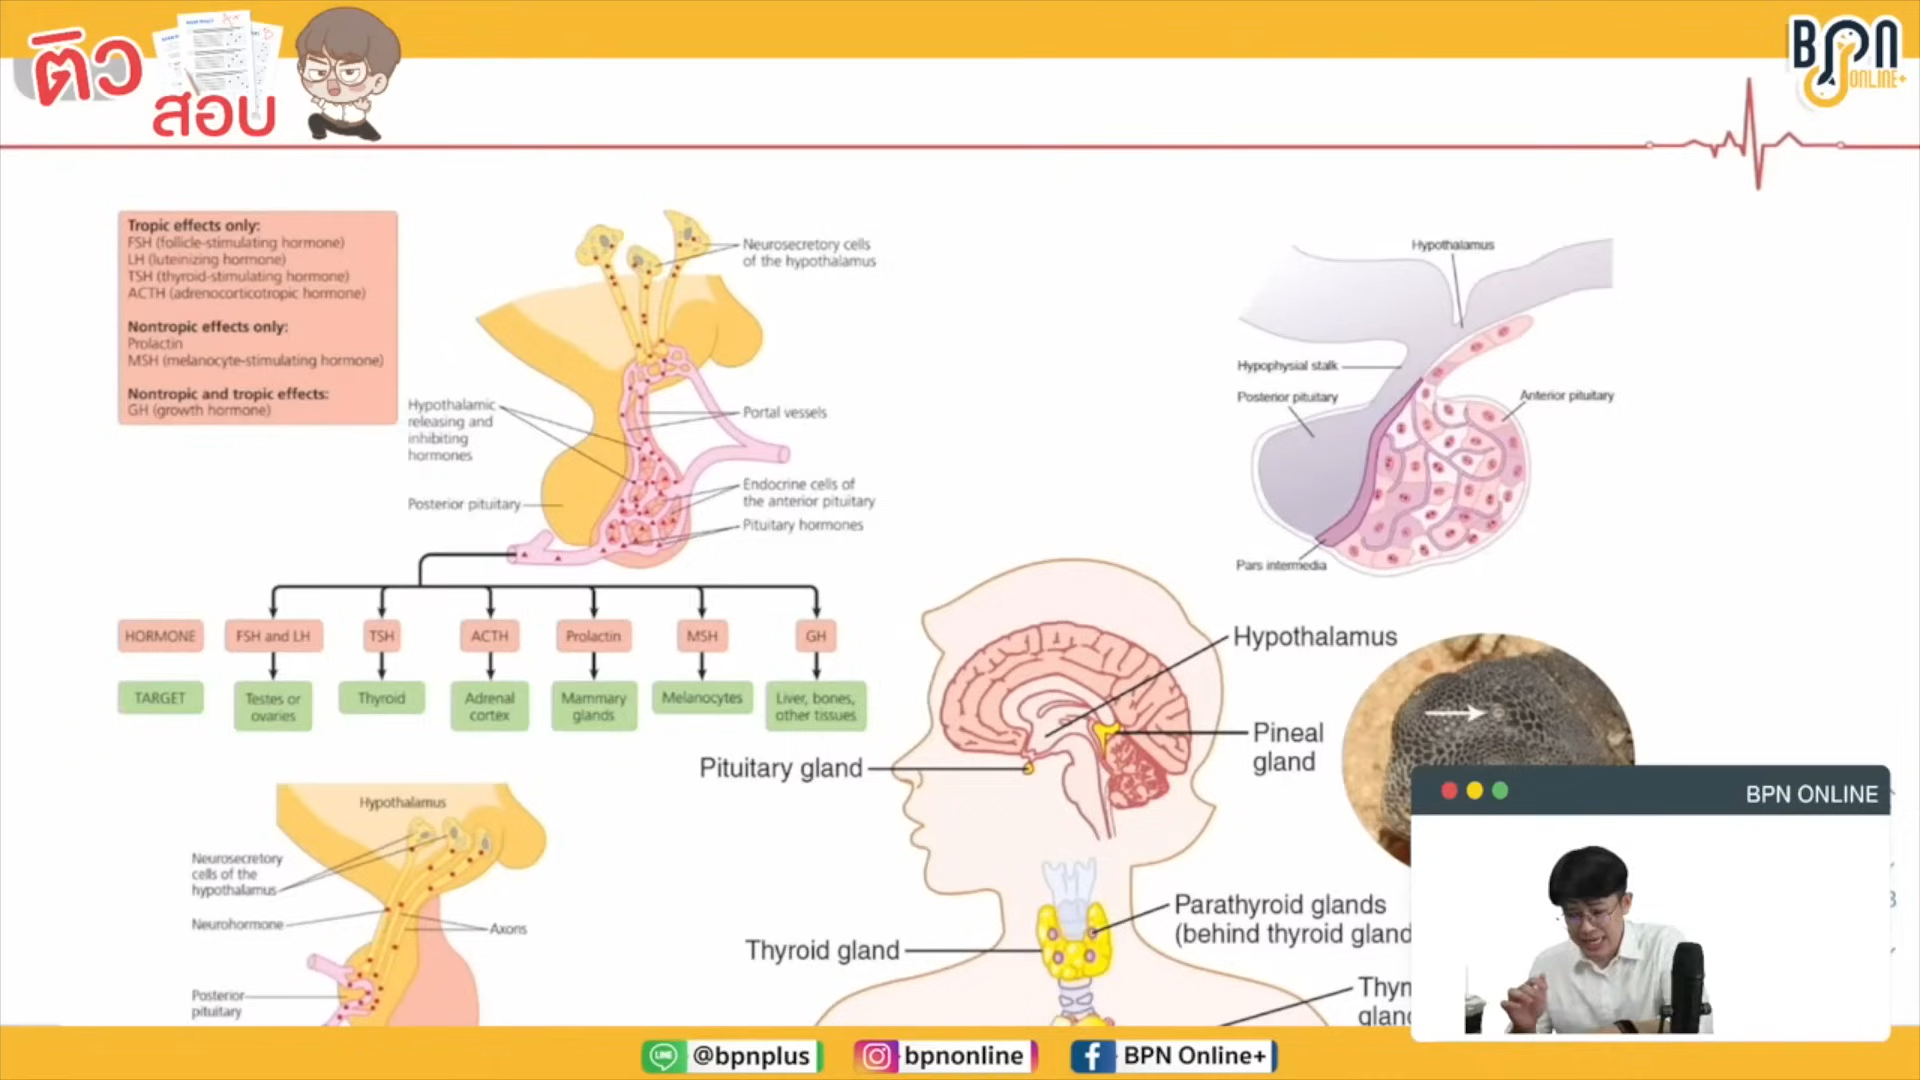 ติว
สอบ
BPN
ONLINE+
Tropic effects only:
FSH (follicle-stimulating hormone)
LH (luteinizing hormone)
TSH (thyroid-stimulating hormone)
ACTH (adrenocorticotropic hormone)
Nontropic effects only:
Prolactin
MSH (melanocyte-stimulating hormone)
Nontropic and tropic effects:
GH (growth hormone)
Neurosecretory cells
of the hypothalamus
Hypothalamic
releasing and
inhibiting
hormones
Portal vessels
Posterior pituitary
Endocrine cells of
the anterior pituitary
Pituitary hormones
HORMONE
FSH and LH
TSH
ACTH
Prolactin
MSH
GH
TARGET
Testes or
ovaries
Thyroid
Adrenal
cortex
Mammary
glands
Melanocytes
Liver, bones,
other tissues
Hypothalamus
Hypophysial stalk
Posterior pituitary
Anterior pituitary
Pars intermedia
Hypothalamus
Pineal
gland
Pituitary gland
Parathyroid glands
(behind thyroid gland
Thyroid gland
Thyn
gland
Hypothalamus
Neurosecretory
cells of the
hypothalamus
Neurohormone
Axons
Posterior
pituitary
BPN ONLINE
LINE
@bpnplus
bpnonline
BPN Online+